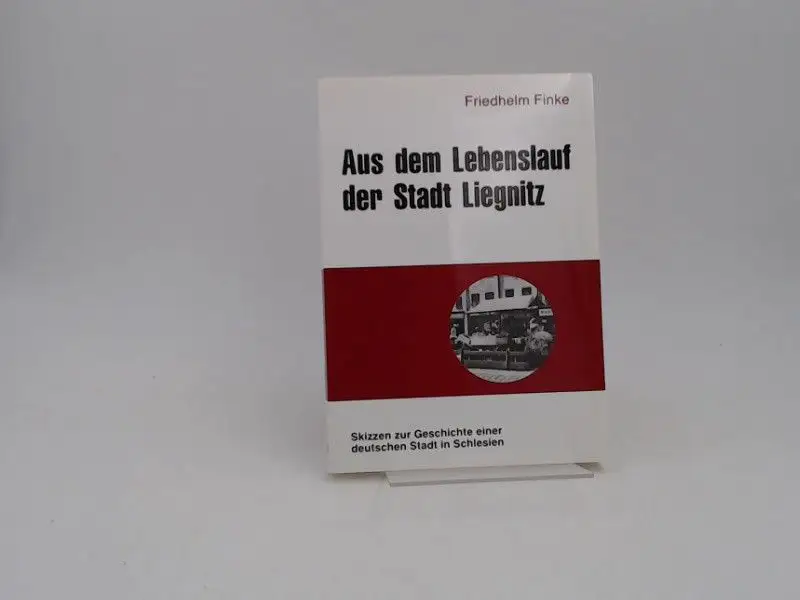 Friedhelm Finke
Aus dem Lebenslauf
der Stadt Liegnitz
Skizzen zur Geschichte einer
deutschen Stadt in Schlesien